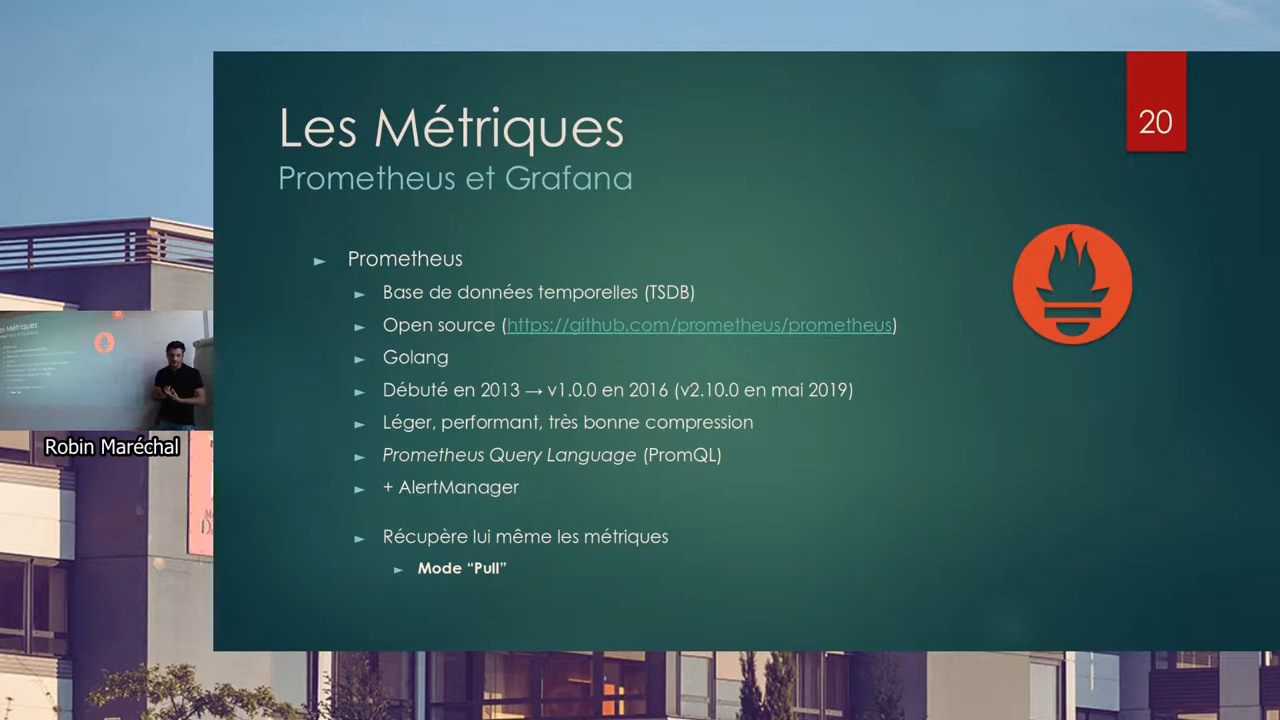 Les Métriques
20
Prometheus et Grafana
► Prometheus
► Base de données temporelles (TSDB)
► Open source (https://github.com/prometheus/prometheus)
► Golang
► Débuté en 2013 → v1.0.0 en 2016 (v2.10.0 en mai 2019)
► Léger, performant, très bonne compression
► Prometheus Query Language (PromQL)
► + AlertManager
► Récupère lui même les métriques
► Mode “Pull”
Robin Maréchal